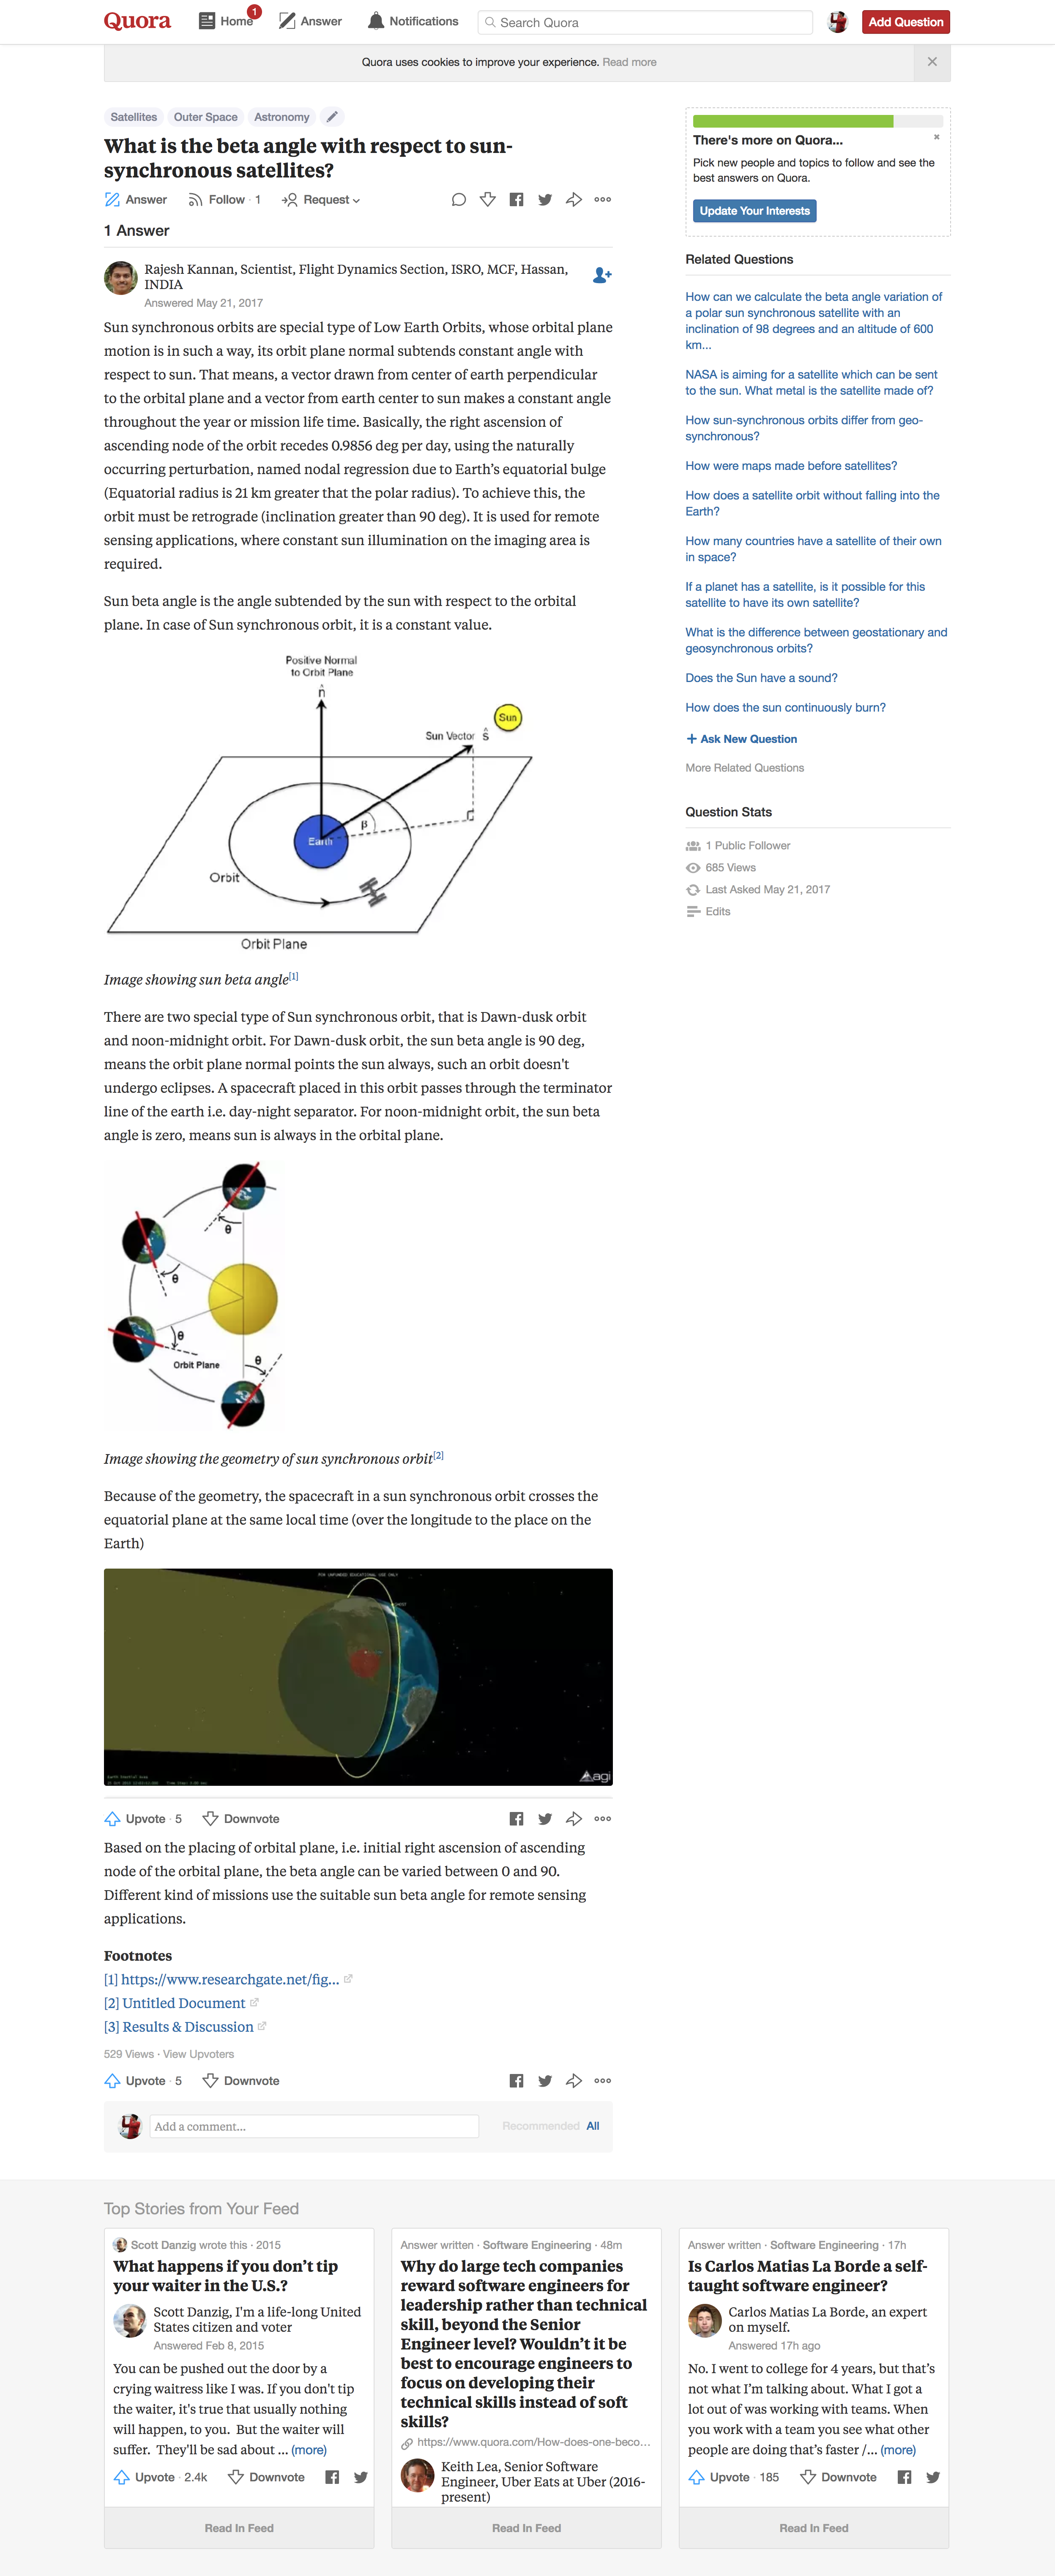 Quora
Home
1
Answer
Notifications
Search Quora
Add Question
Quora uses cookies to improve your experience. Read more
Satellites
Outer Space
Astronomy
What is the beta angle with respect to sun-
synchronous satellites?
Answer
Follow · 1
Request
1 Answer
Rajesh Kannan, Scientist, Flight Dynamics Section, ISRO, MCF, Hassan,
INDIA
Answered May 21, 2017
Sun synchronous orbits are special type of Low Earth Orbits, whose orbital plane
motion is in such a way, its orbit plane normal subtends constant angle with
respect to sun. That means, a vector drawn from center of earth perpendicular
to the orbital plane and a vector from earth center to sun makes a constant angle
throughout the year or mission life time. Basically, the right ascension of
ascending node of the orbit recedes 0.9856 deg per day, using the naturally
occurring perturbation, named nodal regression due to Earth's equatorial bulge
(Equatorial radius is 21 km greater that the polar radius). To achieve this, the
orbit must be retrograde (inclination greater than 90 deg). It is used for remote
sensing applications, where constant sun illumination on the imaging area is
required.
Sun beta angle is the angle subtended by the sun with respect to the orbital
plane. In case of Sun synchronous orbit, it is a constant value.
Positive Normal
to Orbit Plane
n̂
Sun
Sun Vector ŝ
β
Earth
Orbit
Orbit Plane
Image showing sun beta angle[1]
There are two special type of Sun synchronous orbit, that is Dawn-dusk orbit
and noon-midnight orbit. For Dawn-dusk orbit, the sun beta angle is 90 deg,
means the orbit plane normal points the sun always, such an orbit doesn't
undergo eclipses. A spacecraft placed in this orbit passes through the terminator
line of the earth i.e. day-night separator. For noon-midnight orbit, the sun beta
angle is zero, means sun is always in the orbital plane.
θ
θ
θ
Orbit Plane
θ
Image showing the geometry of sun synchronous orbit[2]
Because of the geometry, the spacecraft in a sun synchronous orbit crosses the
equatorial plane at the same local time (over the longitude to the place on the
Earth)
FOR UNFUNDED EDUCATIONAL USE ONLY
agi
Upvote · 5
Downvote
Based on the placing of orbital plane, i.e. initial right ascension of ascending
node of the orbital plane, the beta angle can be varied between 0 and 90.
Different kind of missions use the suitable sun beta angle for remote sensing
applications.
Footnotes
[1] https://www.researchgate.net/fig...
[2] Untitled Document
[3] Results & Discussion
529 Views · View Upvoters
Upvote · 5
Downvote
Add a comment...
Recommended
All
There's more on Quora...
Pick new people and topics to follow and see the
best answers on Quora.
Update Your Interests
Related Questions
How can we calculate the beta angle variation of
a polar sun synchronous satellite with an
inclination of 98 degrees and an altitude of 600
km...
NASA is aiming for a satellite which can be sent
to the sun. What metal is the satellite made of?
How sun-synchronous orbits differ from geo-
synchronous?
How were maps made before satellites?
How does a satellite orbit without falling into the
Earth?
How many countries have a satellite of their own
in space?
If a planet has a satellite, is it possible for this
satellite to have its own satellite?
What is the difference between geostationary and
geosynchronous orbits?
Does the Sun have a sound?
How does the sun continuously burn?
Ask New Question
More Related Questions
Question Stats
1 Public Follower
685 Views
Last Asked May 21, 2017
Edits
Top Stories from Your Feed
Scott Danzig wrote this · 2015
What happens if you don't tip
your waiter in the U.S.?
Scott Danzig, I'm a life-long United
States citizen and voter
Answered Feb 8, 2015
You can be pushed out the door by a
crying waitress like I was. If you don't tip
the waiter, it's true that usually nothing
will happen, to you. But the waiter will
suffer. They'll be sad about ... (more)
Upvote · 2.4k
Downvote
Read In Feed
Answer written · Software Engineering · 48m
Why do large tech companies
reward software engineers for
leadership rather than technical
skill, beyond the Senior
Engineer level? Wouldn't it be
best to encourage engineers to
focus on developing their
technical skills instead of soft
skills?
https://www.quora.com/How-does-one-beco...
Keith Lea, Senior Software
Engineer, Uber Eats at Uber (2016-
present)
Read In Feed
Answer written · Software Engineering · 17h
Is Carlos Matias La Borde a self-
taught software engineer?
Carlos Matias La Borde, an expert
on myself.
Answered 17h ago
No. I went to college for 4 years, but that's
not what I'm talking about. What I got a
lot out of was working with teams. When
you work with a team you see what other
people are doing that's faster /... (more)
Upvote · 185
Downvote
Read In Feed